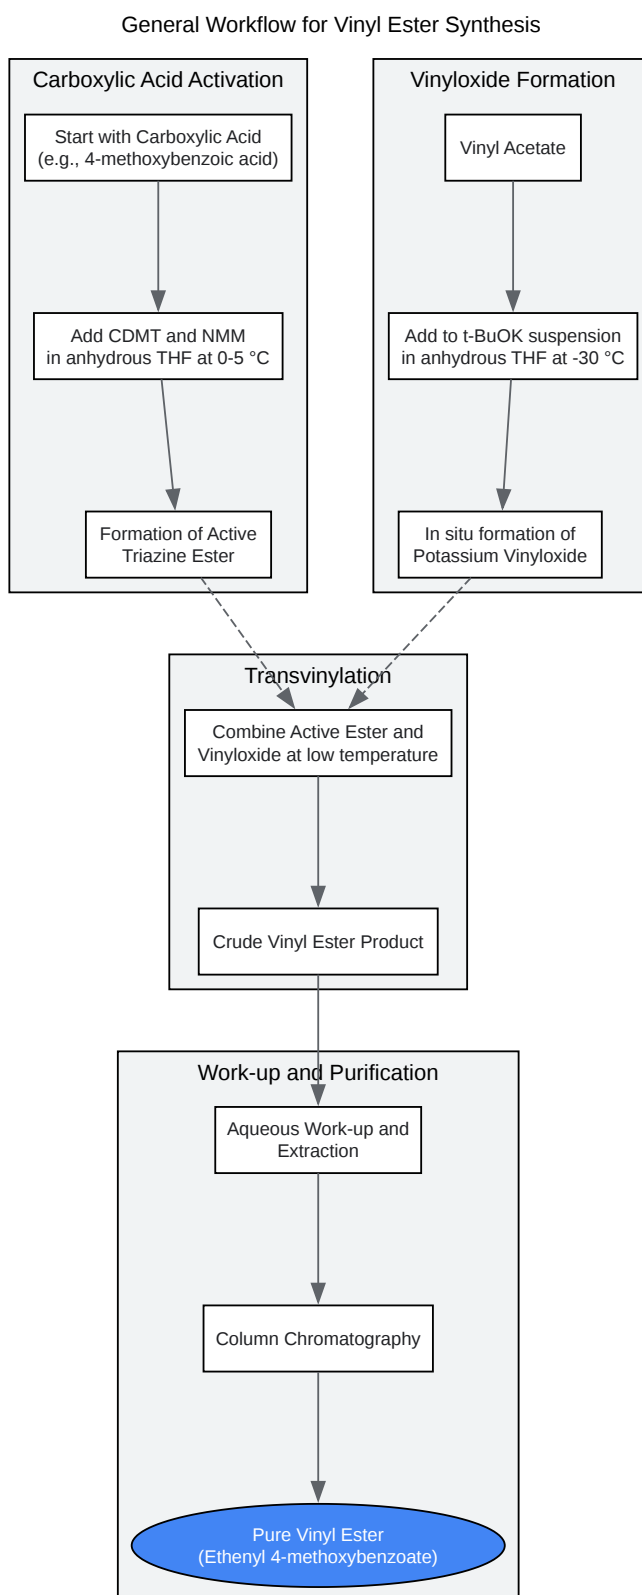 General Workflow for Vinyl Ester Synthesis
Carboxylic Acid Activation
Start with Carboxylic Acid
(e.g., 4-methoxybenzoic acid)
Add CDMT and NMM
in anhydrous THF at 0-5 °C
Formation of Active
Triazine Ester
Vinyloxide Formation
Vinyl Acetate
Add to t-BuOK suspension
in anhydrous THF at -30 °C
In situ formation of
Potassium Vinyloxide
Transvinylation
Combine Active Ester and
Vinyloxide at low temperature
Crude Vinyl Ester Product
Work-up and Purification
Aqueous Work-up and
Extraction
Column Chromatography
Pure Vinyl Ester
(Ethenyl 4-methoxybenzoate)